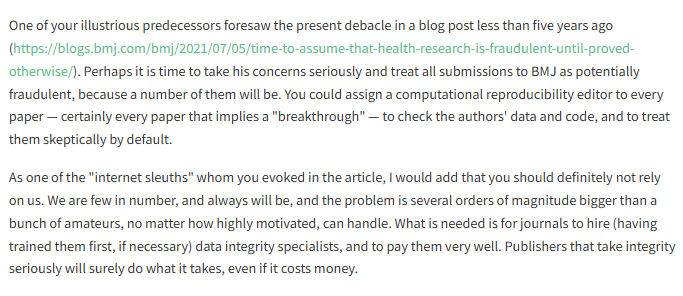 One of your illustrious predecessors foresaw the present debacle in a blog post less than five years ago
(https://blogs.bmj.com/bmj/2021/07/05/time-to-assume-that-health-research-is-fraudulent-until-proved-
otherwise/). Perhaps it is time to take his concerns seriously and treat all submissions to BMJ as potentially
fraudulent, because a number of them will be. You could assign a computational reproducibility editor to every
paper — certainly every paper that implies a "breakthrough" — to check the authors' data and code, and to treat
them skeptically by default.
As one of the "internet sleuths" whom you evoked in the article, I would add that you should definitely not rely
on us. We are few in number, and always will be, and the problem is several orders of magnitude bigger than a
bunch of amateurs, no matter how highly motivated, can handle. What is needed is for journals to hire (having
trained them first, if necessary) data integrity specialists, and to pay them very well. Publishers that take integrity
seriously will surely do what it takes, even if it costs money.